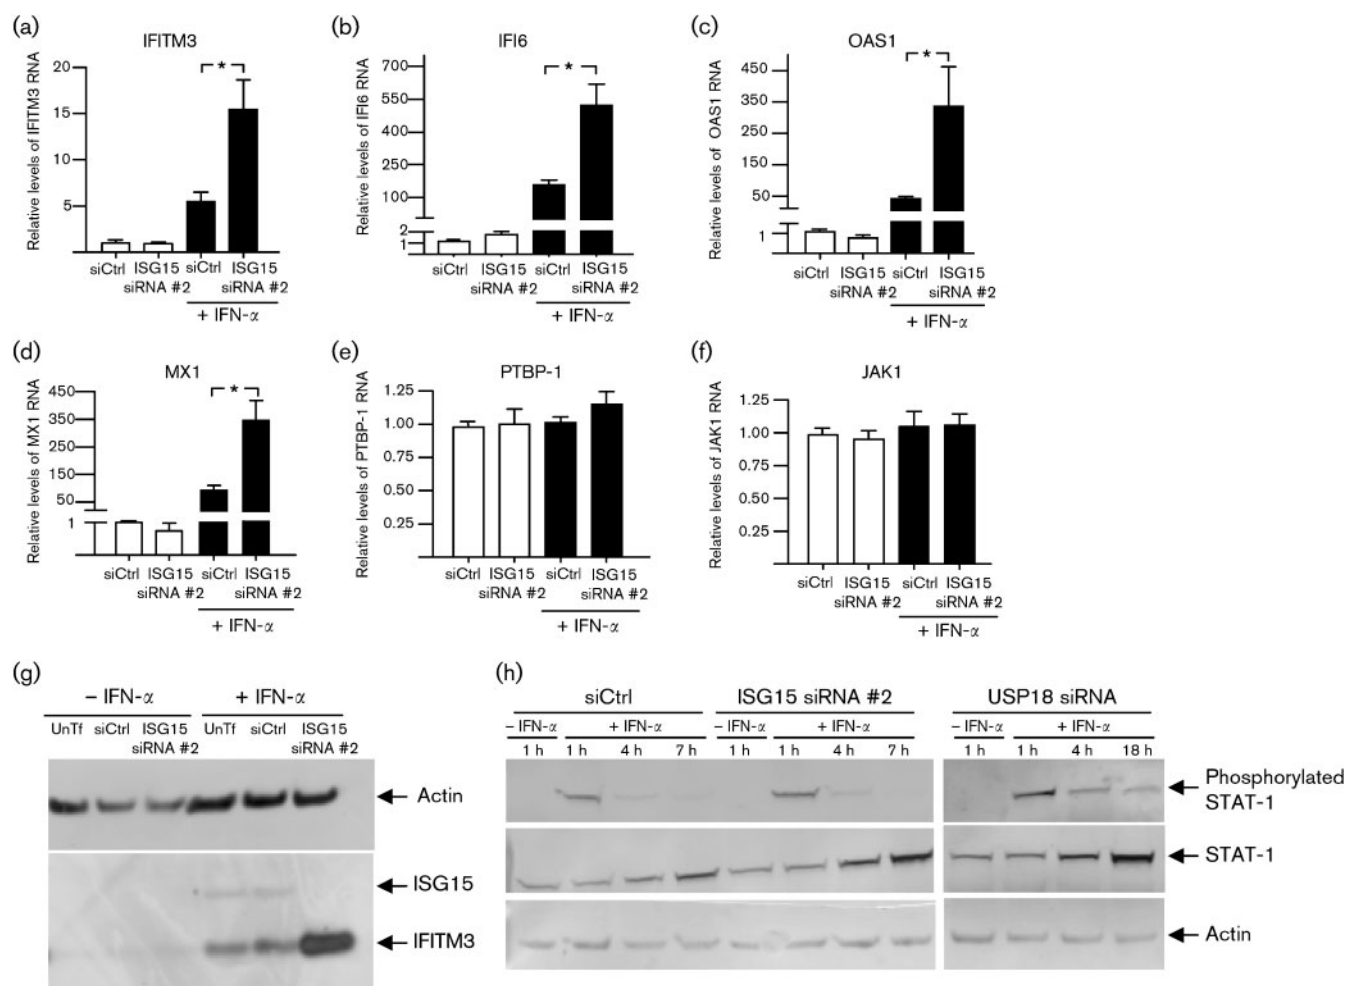 (a)
IFITM3
Relative levels of IFITM3 RNA
20
15
10
5
*
siCtrl ISG15 siCtrl ISG15
siRNA #2 siRNA #2
+ IFN-α
(b)
IFI6
Relative levels of IFI6 RNA
700
550
400
250
100
2
1
*
siCtrl ISG15 siCtrl ISG15
siRNA #2 siRNA #2
+ IFN-α
(c)
OAS1
Relative levels of OAS1 RNA
450
350
250
150
50
1
*
siCtrl ISG15 siCtrl ISG15
siRNA #2 siRNA #2
+ IFN-α
(d)
MX1
Relative levels of MX1 RNA
450
350
250
150
50
1
*
siCtrl ISG15 siCtrl ISG15
siRNA #2 siRNA #2
+ IFN-α
(e)
PTBP-1
Relative levels of PTBP-1 RNA
1.25
1.00
0.75
0.50
0.25
siCtrl ISG15 siCtrl ISG15
siRNA #2 siRNA #2
+ IFN-α
(f)
JAK1
Relative levels of JAK1 RNA
1.25
1.00
0.75
0.50
0.25
siCtrl ISG15 siCtrl ISG15
siRNA #2 siRNA #2
+ IFN-α
(g)
– IFN-α + IFN-α
UnTf siCtrl ISG15 UnTf siCtrl ISG15
siRNA #2 siRNA #2
Actin
ISG15
IFITM3
(h)
siCtrl ISG15 siRNA #2 USP18 siRNA
– IFN-α + IFN-α – IFN-α + IFN-α – IFN-α + IFN-α
1 h 1 h 4 h 7 h 1 h 1 h 4 h 7 h 1 h 1 h 4 h 18 h
Phosphorylated
STAT-1
STAT-1
Actin